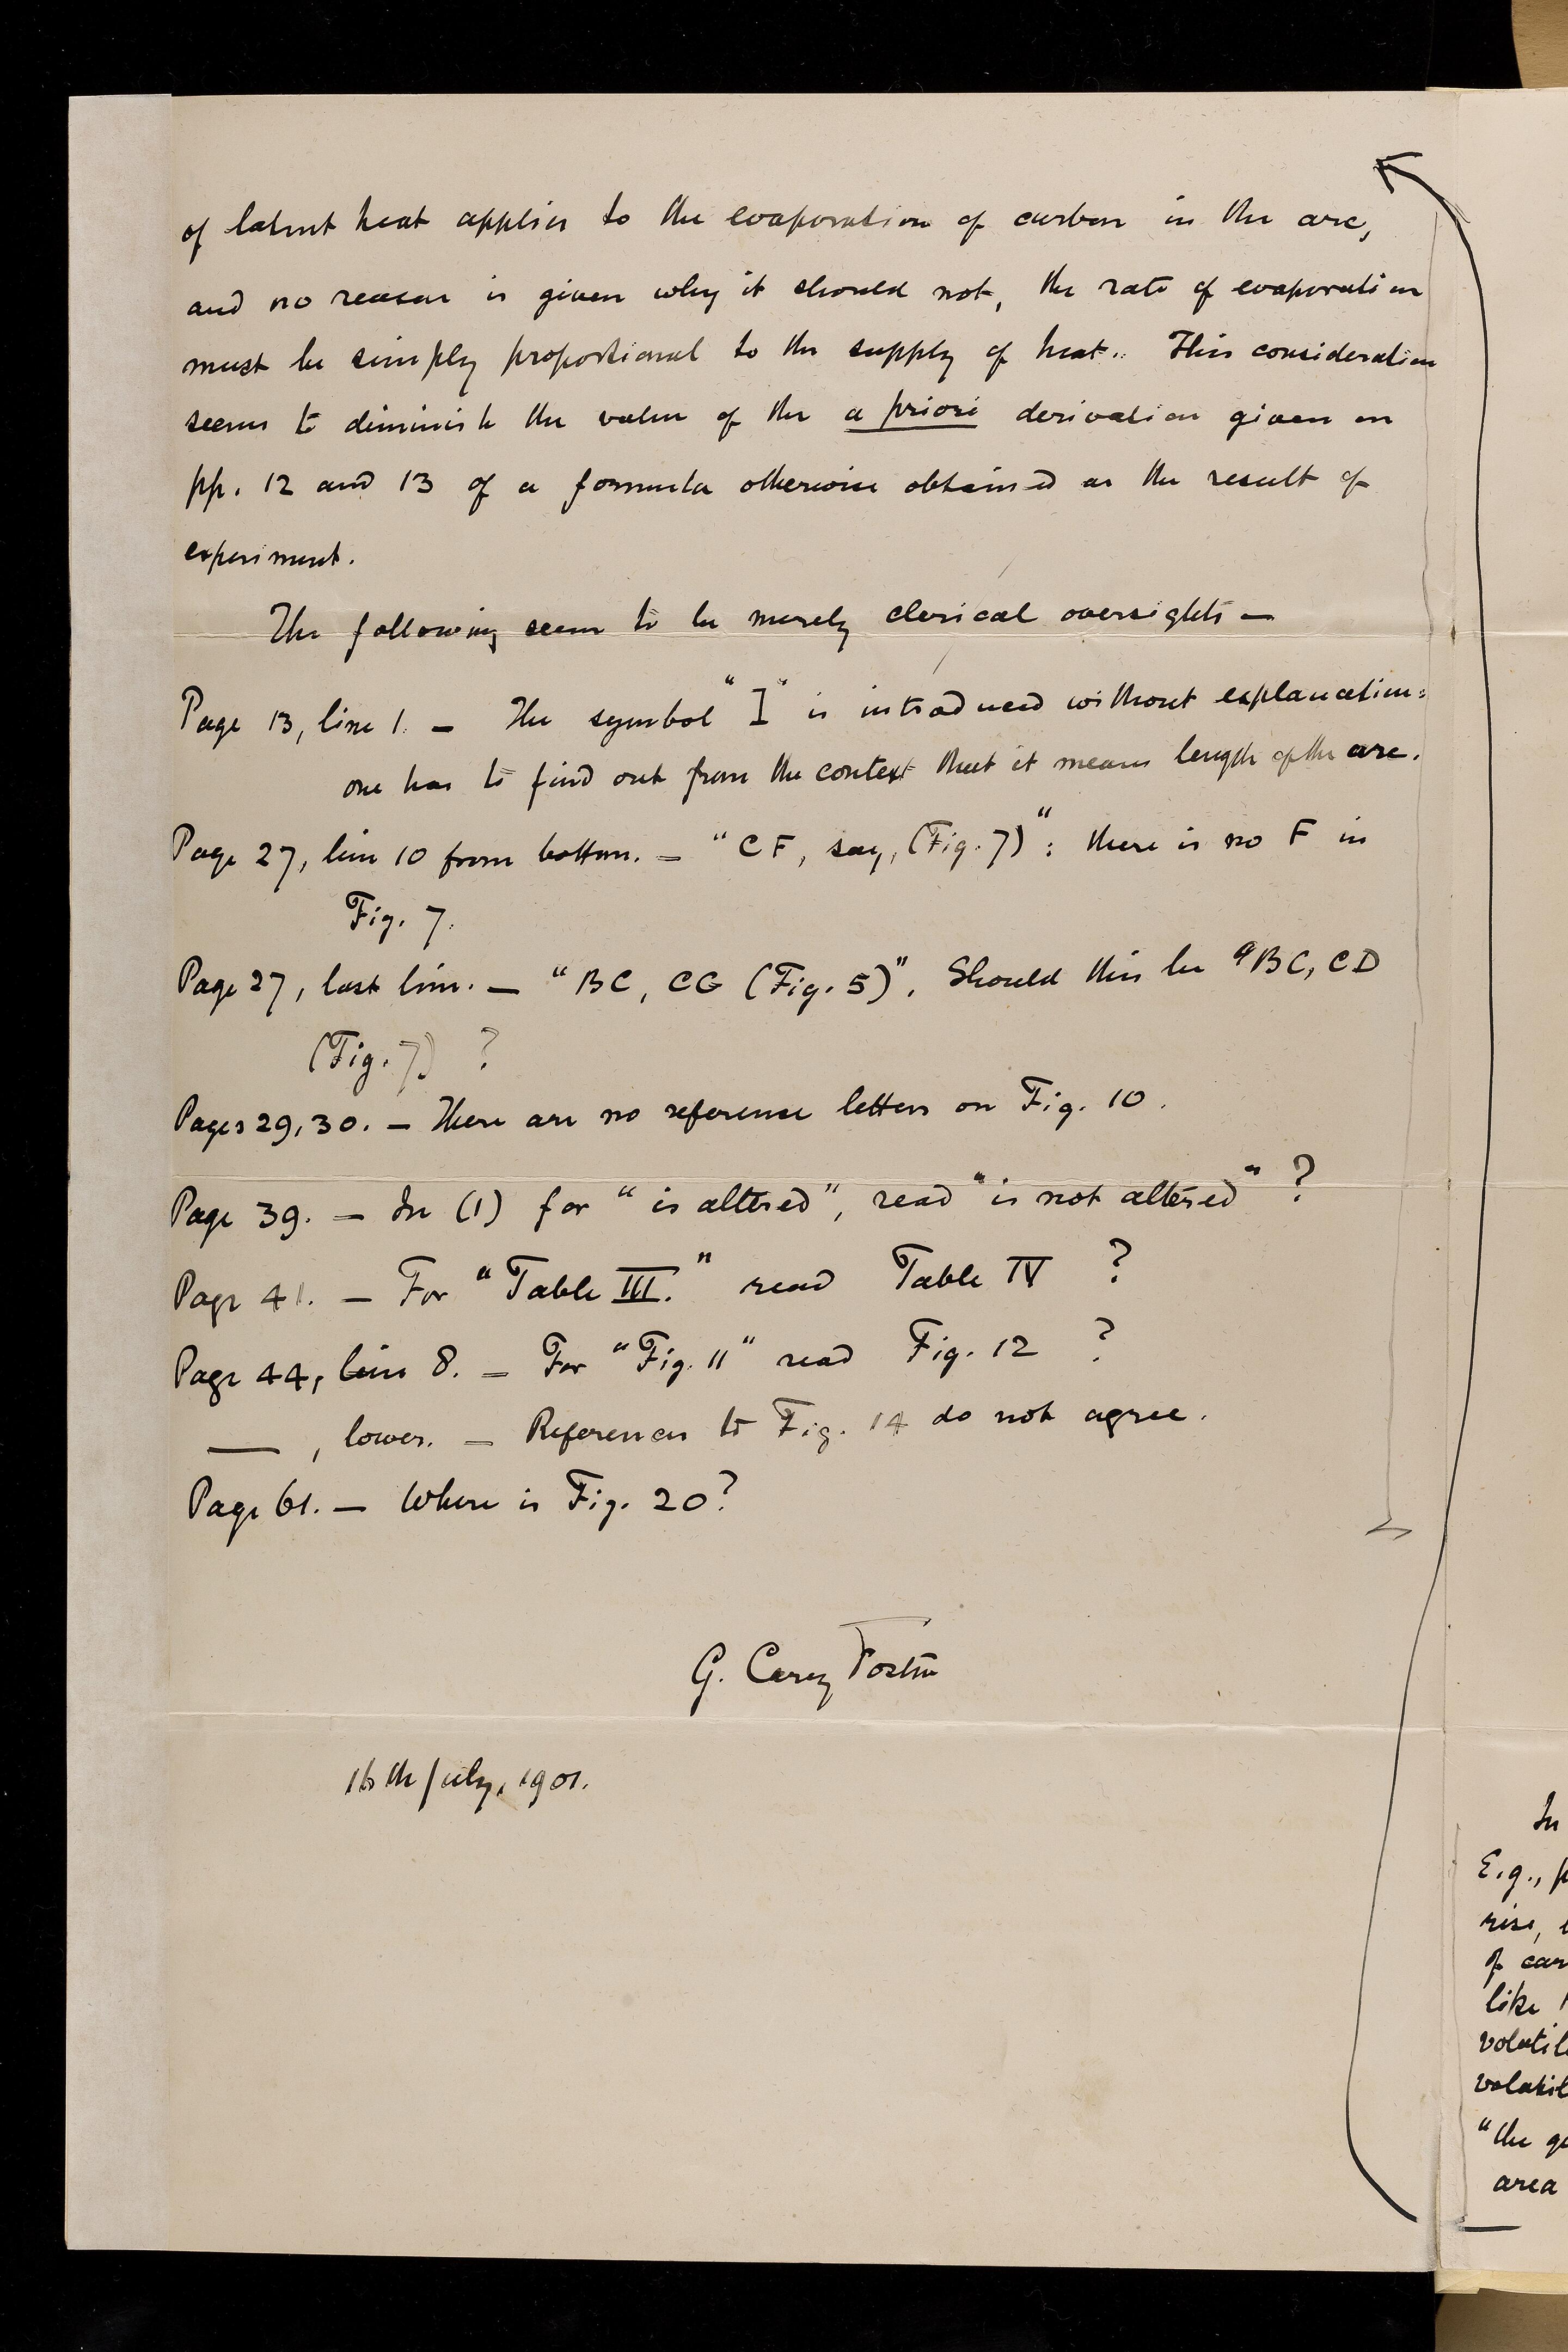 of latent heat applies to the evaporation of carbon in the arc,
and no reason is given why it should not, the rate of evaporation
must be simply proportional to the supply of heat. This consideration
seems to diminish the value of the a priori derivation given on
pp. 12 and 13 of a formula otherwise obtained as the result of
experiment.
The following seem to be merely clerical oversights —
Page 13, line 1. — The symbol "l" is introduced without explanation:
one has to find out from the context that it means length of the arc.
Page 27, line 10 from bottom. — "CF, say, (Fig. 7)": there is no F in
Fig. 7.
Page 27, last line. — "BC, CG (Fig. 5)". Should this be "BC, CD
(Fig. 7) ?
Pages 29, 30. — There are no reference letters on Fig. 10.
Page 39. — In (1) for "is altered", read "is not altered" ?
Page 41. — For "Table III." read Table IV ?
Page 44, line 8. — For "Fig. 11" read Fig. 12 ?
—— , lower. — References to Fig. 14 do not agree.
Page 61. — Where is Fig. 20?
G. Carey Foster
16th July, 1901.
In
E.g., p
rise,
of car
like
volatil
volatil
"the
area